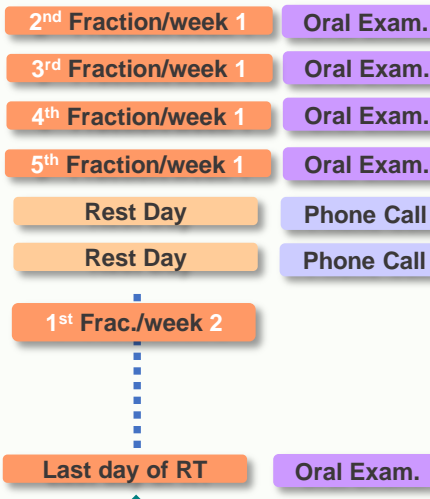 2nd Fraction/week 1 Oral Exam.
3rd Fraction/week 1 Oral Exam.
4th Fraction/week 1 Oral Exam.
5th Fraction/week 1 Oral Exam.
Rest Day Phone Call
Rest Day Phone Call
1st Frac./week 2
Last day of RT Oral Exam.